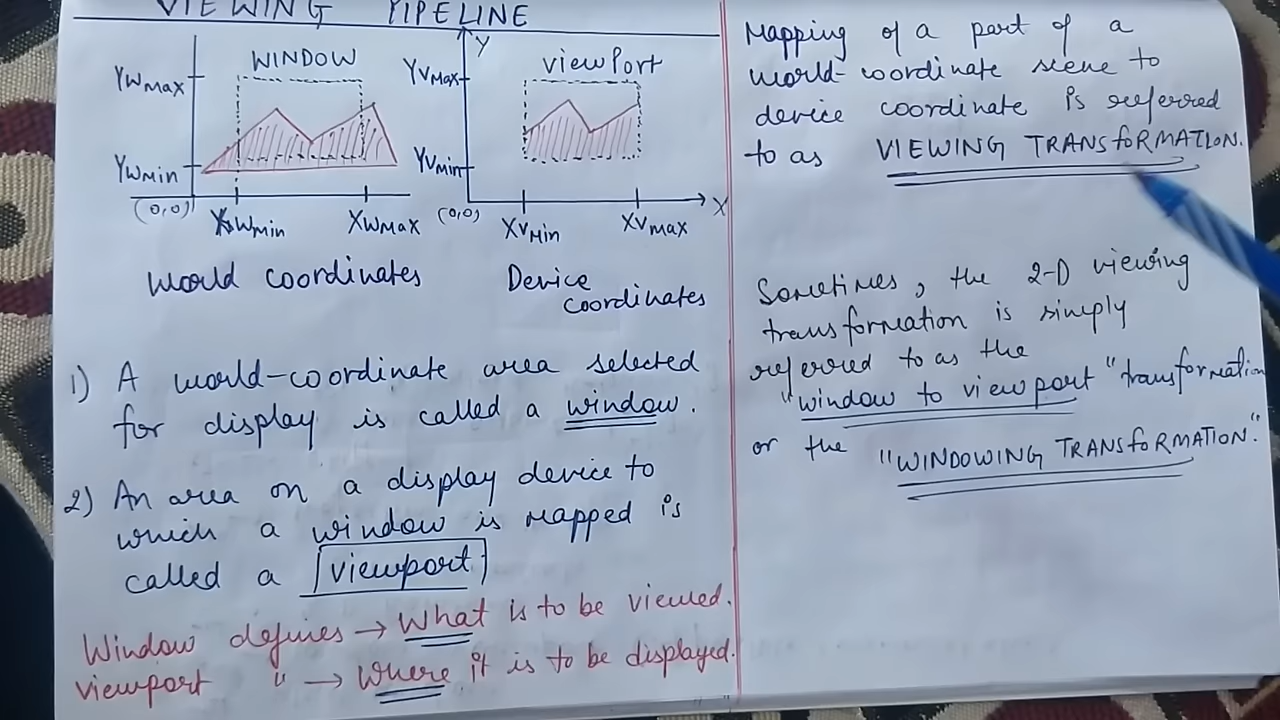 VIEWING PIPELINE
WINDOW
YWMax
YWMin
(0,0)
XWMin
XWMax
World coordinates
Y
viewPort
YVMax
YVMin
(0,0)
XVMin
XVMax
X
Device
coordinates
1) A world-coordinate area selected
for display is called a window.
2) An area on a display device to
which a window is mapped is
called a viewport
Window defines → What is to be viewed.
viewport " → Where it is to be displayed.
Mapping of a part of a
world-coordinate scene to
device coordinate is referred
to as VIEWING TRANSfoRMATION.
Sometimes, the 2-D viewing
transformation is simply
referred to as the
"window to viewport "transformation
or the "WINDOWING TRANSfoRMATION."